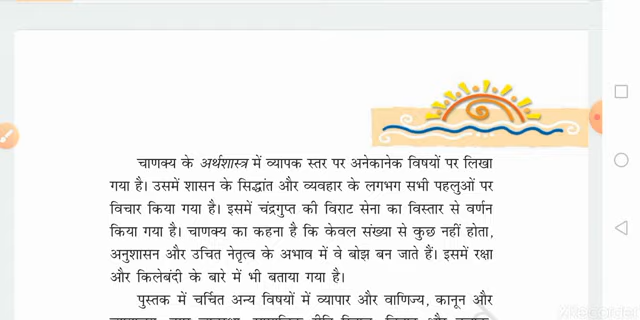 चाणक्य के अर्थशास्त्र में व्यापक स्तर पर अनेकानेक विषयों पर लिखा
गया है। उसमें शासन के सिद्धांत और व्यवहार के लगभग सभी पहलुओं पर
विचार किया गया है। इसमें चंद्रगुप्त की विराट सेना का विस्तार से वर्णन
किया गया है। चाणक्य का कहना है कि केवल संख्या से कुछ नहीं होता,
अनुशासन और उचित नेतृत्व के अभाव में वे बोझ बन जाते हैं। इसमें रक्षा
और किलेबंदी के बारे में भी बताया गया है।
पुस्तक में चर्चित अन्य विषयों में व्यापार और वाणिज्य, कानून और